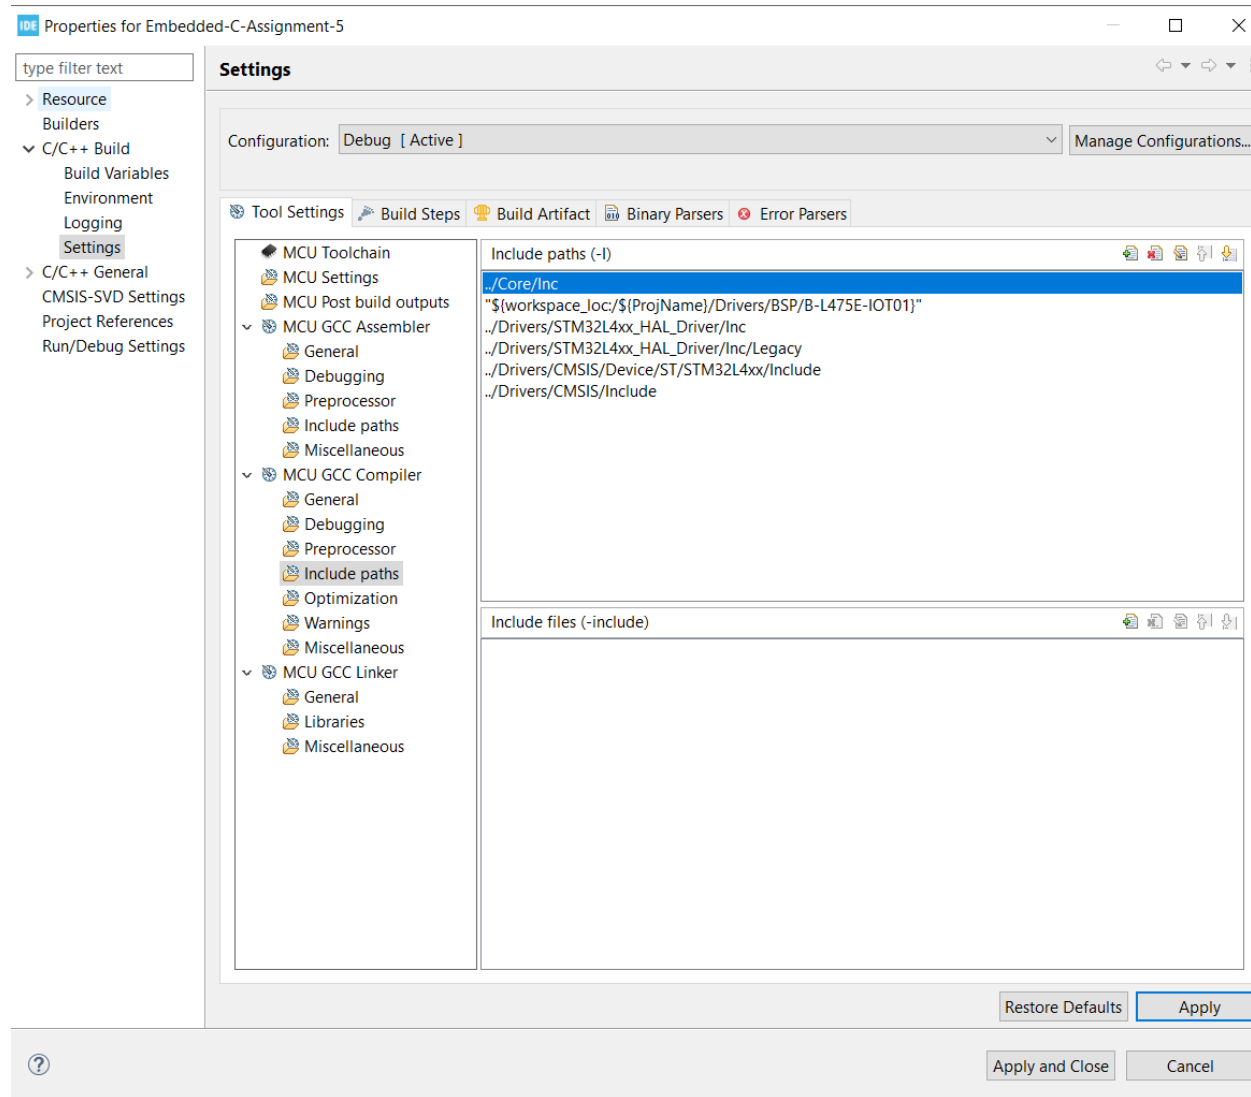 IDE Properties for Embedded-C-Assignment-5
type filter text
Resource
Builders
C/C++ Build
Build Variables
Environment
Logging
Settings
C/C++ General
CMSIS-SVD Settings
Project References
Run/Debug Settings
Settings
Configuration: Debug [ Active ] Manage Configurations...
Tool Settings Build Steps Build Artifact Binary Parsers Error Parsers
MCU Toolchain
MCU Settings
MCU Post build outputs
MCU GCC Assembler
General
Debugging
Preprocessor
Include paths
Miscellaneous
MCU GCC Compiler
General
Debugging
Preprocessor
Include paths
Optimization
Warnings
Miscellaneous
MCU GCC Linker
General
Libraries
Miscellaneous
Include paths (-I)
../Core/Inc
"${workspace_loc:/${ProjName}/Drivers/BSP/B-L475E-IOT01}"
../Drivers/STM32L4xx_HAL_Driver/Inc
../Drivers/STM32L4xx_HAL_Driver/Inc/Legacy
../Drivers/CMSIS/Device/ST/STM32L4xx/Include
../Drivers/CMSIS/Include
Include files (-include)
Restore Defaults Apply
? Apply and Close Cancel